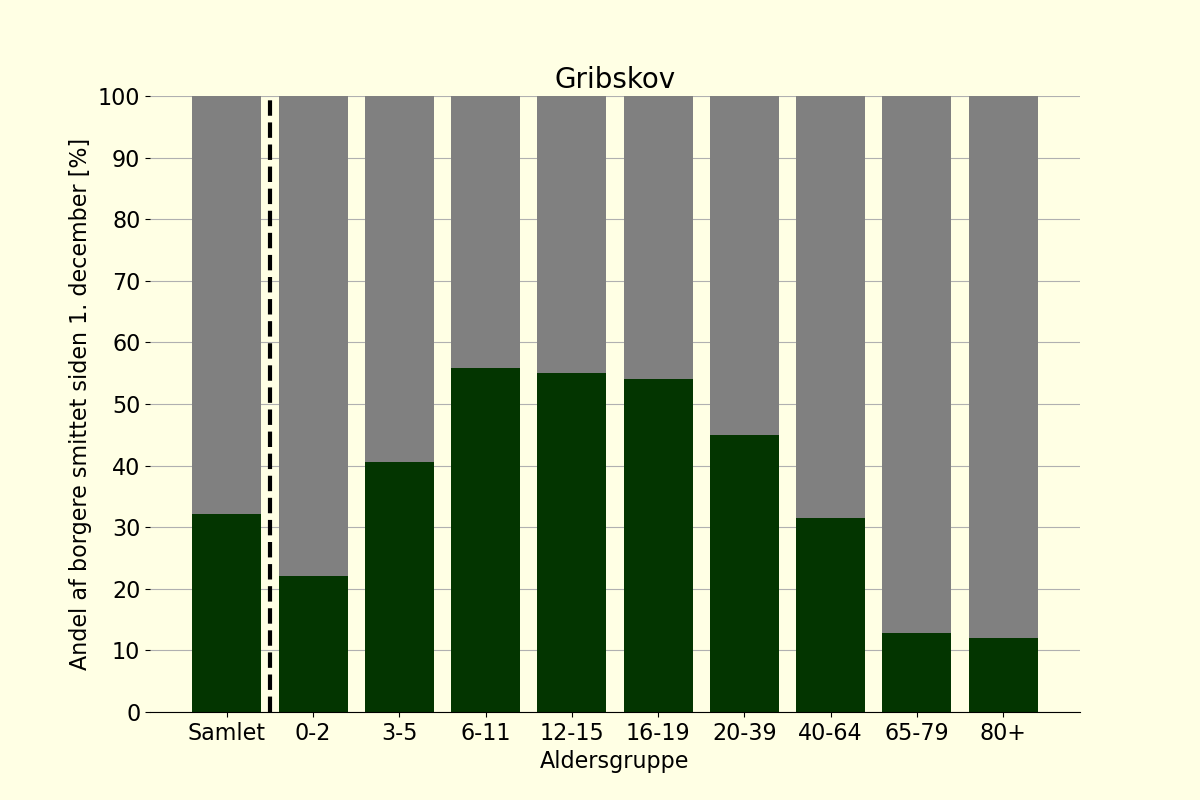 Gribskov
Andel af borgere smittet siden 1. december [%]
100
90
80
70
60
50
40
30
20
10
0
Samlet 0-2 3-5 6-11 12-15 16-19 20-39 40-64 65-79 80+
Aldersgruppe